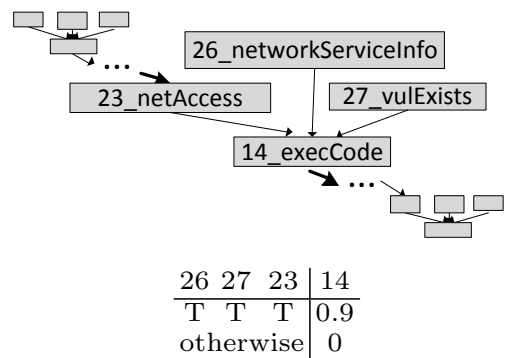 ...
26_networkServiceInfo
23_netAccess
27_vulExists
14_execCode
...
26 27 23 14
T T T 0.9
otherwise 0